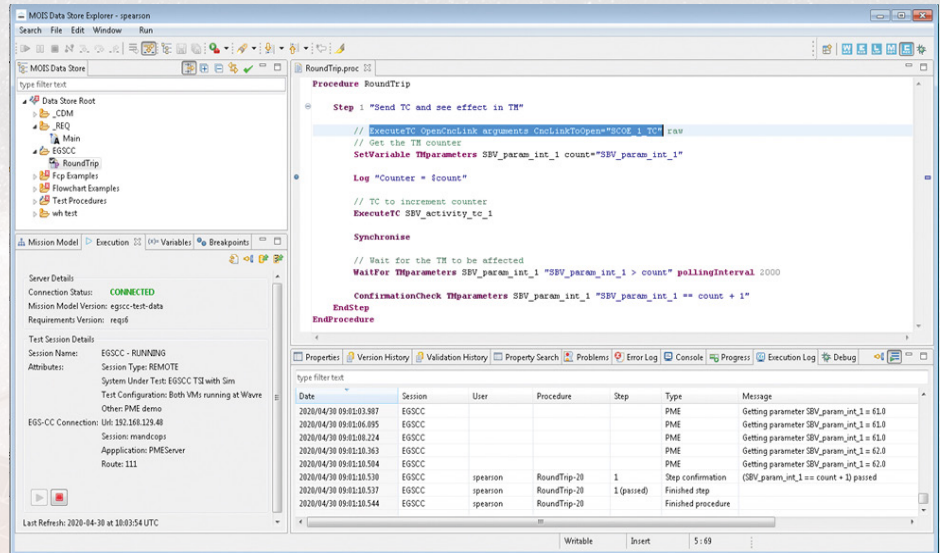 MOIS Data Store Explorer - spearson
Search File Edit Window Run
MOIS Data Store
type filter text
Data Store Root
_CDM
_REQ
Main
EGSCC
RoundTrip
Fcp Examples
Flowchart Examples
Test Procedures
wh test
Mission Model Execution Variables Breakpoints
Server Details
Connection Status: CONNECTED
Mission Model Version: egscc-test-data
Requirements Version: reqs6
Test Session Details
Session Name: EGSCC - RUNNING
Attributes: Session Type: REMOTE
System Under Test: EGSCC TSI with Sim
Test Configuration: Both VMs running at Wavre
Other: PME demo
EGS-CC Connection: Url: 192.168.129.48
Session: mandcops
Appplication: PMEServer
Route: 111
Last Refresh: 2020-04-30 at 10:03:54 UTC
RoundTrip.proc
Procedure RoundTrip
Step 1 "Send TC and see effect in TM"
// ExecuteTC OpenCncLink arguments CncLinkToOpen="SCOE_1_TC" raw
// Get the TM counter
SetVariable TMparameters SBV_param_int_1 count="SBV_param_int_1"
Log "Counter = $count"
// TC to increment counter
ExecuteTC SBV_activity_tc_1
Synchronise
// Wait for the TM to be affected
WaitFor TMparameters SBV_param_int_1 "SBV_param_int_1 > count" pollingInterval 2000
ConfirmationCheck TMparameters SBV_param_int_1 "SBV_param_int_1 == count + 1"
EndStep
EndProcedure
Properties Version History Validation History Property Search Problems Error Log Console Progress Execution Log Debug
type filter text
Date Session User Procedure Step Type Message
2020/04/30 09:01:03.987 EGSCC PME Getting parameter SBV_param_int_1 = 61.0
2020/04/30 09:01:06.095 EGSCC PME Getting parameter SBV_param_int_1 = 61.0
2020/04/30 09:01:08.224 EGSCC PME Getting parameter SBV_param_int_1 = 61.0
2020/04/30 09:01:10.363 EGSCC PME Getting parameter SBV_param_int_1 = 62.0
2020/04/30 09:01:10.504 EGSCC PME Getting parameter SBV_param_int_1 = 62.0
2020/04/30 09:01:10.530 EGSCC spearson RoundTrip-20 1 Step confirmation (SBV_param_int_1 == count + 1) passed
2020/04/30 09:01:10.537 EGSCC spearson RoundTrip-20 1 (passed) Finished step
2020/04/30 09:01:10.544 EGSCC spearson RoundTrip-20 Finished procedure
Writable Insert 5 : 69